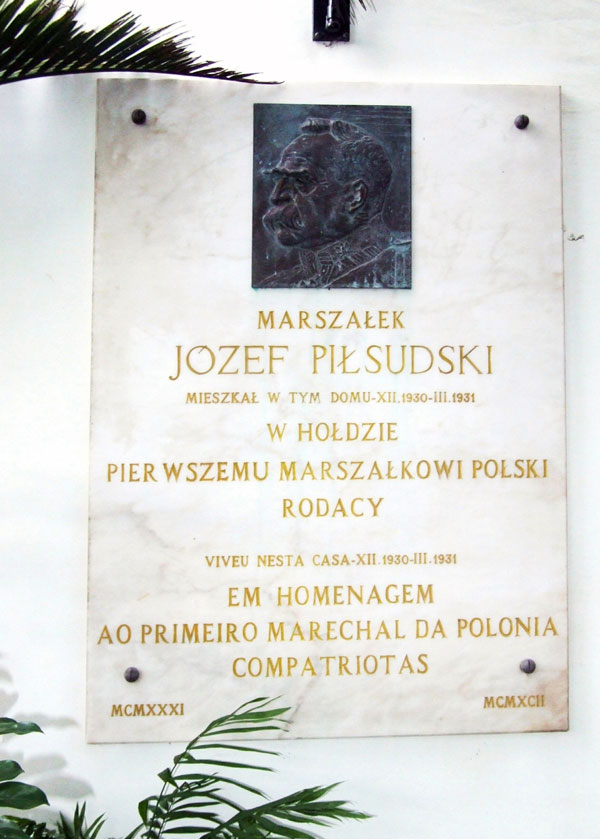 MARSZAŁEK
JÓZEF PIŁSUDSKI
MIESZKAŁ W TYM DOMU-XII.1930-III.1931
W HOŁDZIE
PIERWSZEMU MARSZAŁKOWI POLSKI
RODACY
VIVEU NESTA CASA-XII.1930-III.1931
EM HOMENAGEM
AO PRIMEIRO MARECHAL DA POLONIA
COMPATRIOTAS
MCMXXXI MCMXCII